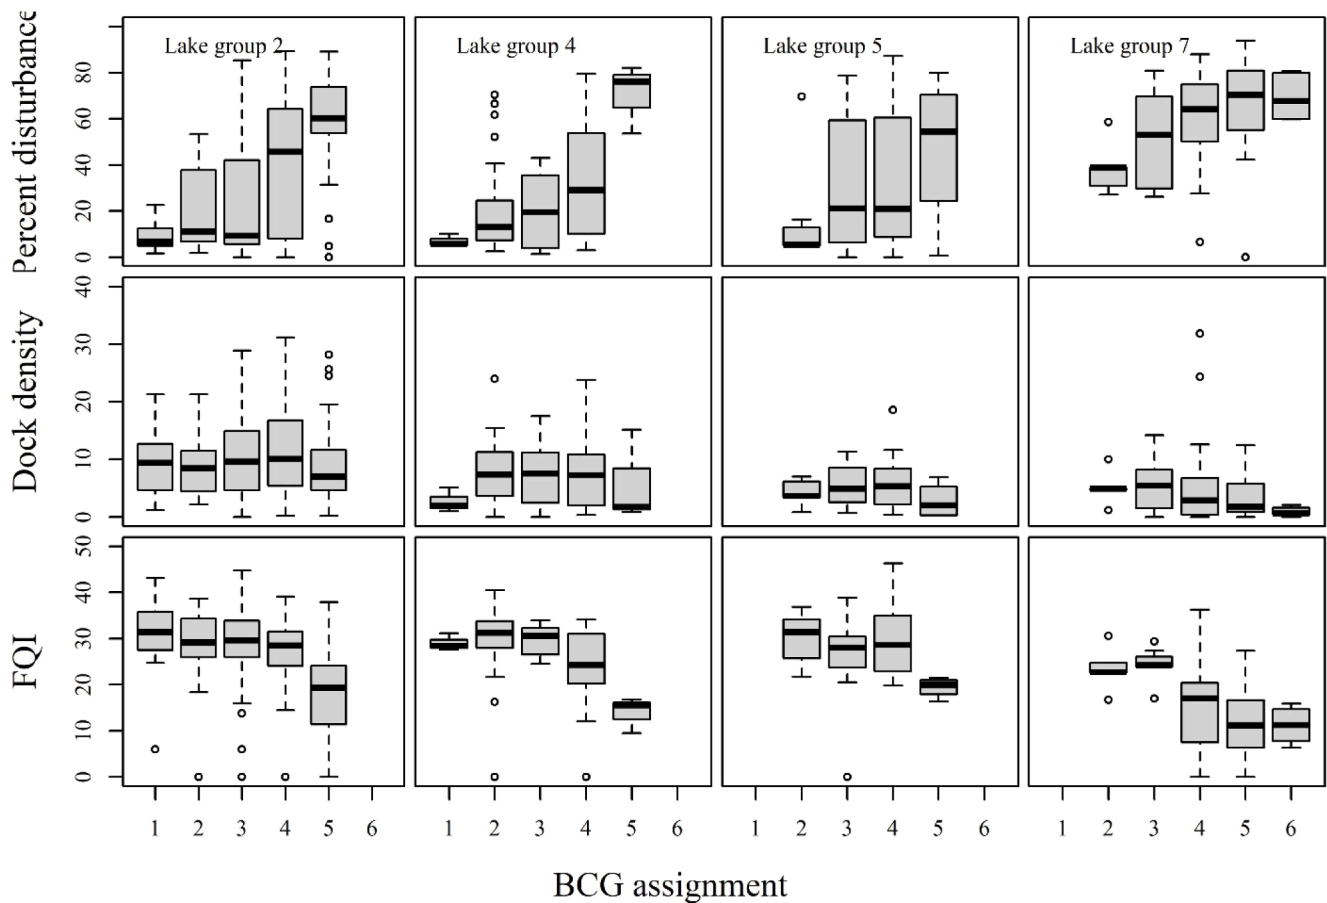 Lake group 2
Lake group 4
Lake group 5
Lake group 7
Percent disturbance
0 20 40 60 80
Dock density
0 10 20 30 40
FQI
0 10 20 30 40 50
1 2 3 4 5 6
1 2 3 4 5 6
1 2 3 4 5 6
1 2 3 4 5 6
BCG assignment